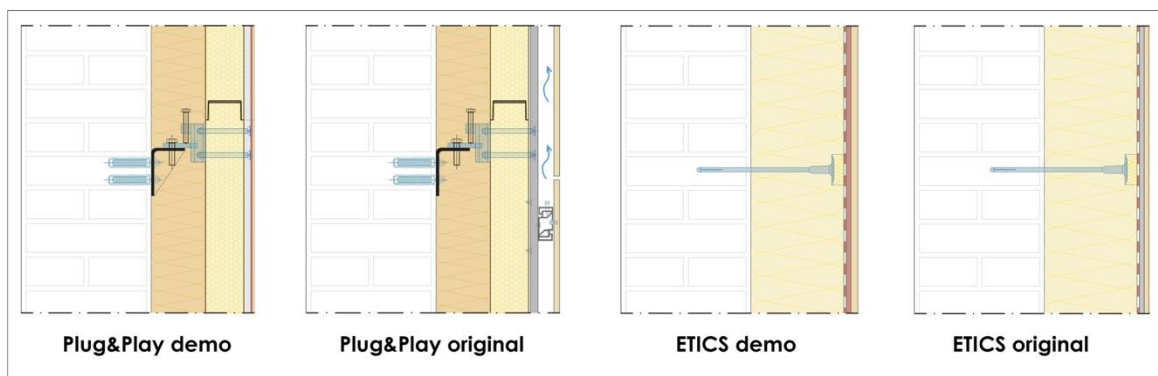 Plug&Play demo
Plug&Play original
ETICS demo
ETICS original